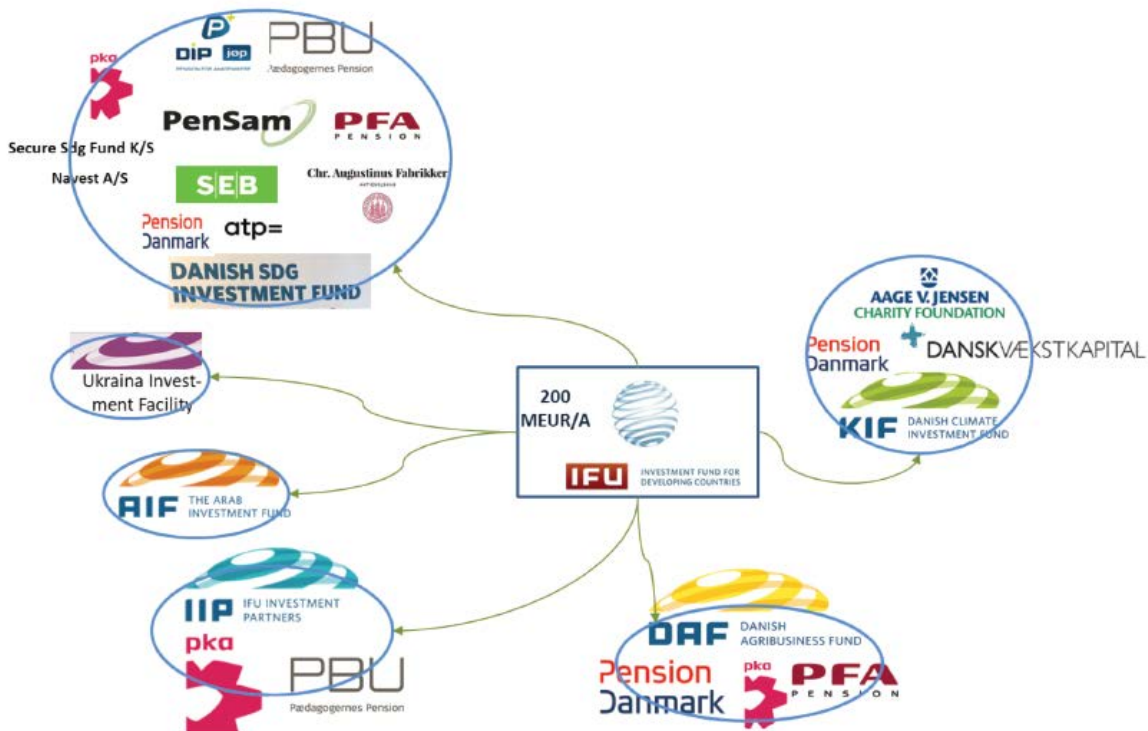 P+
DIP jøp
PBU
Pædagogernes Pension
pka
PenSam
PFA
PENSION
Secure Sdg Fund K/S
Navest A/S
SEB
Chr. Augustinus Fabrikker
AKTIESELSKAB
Pension
Danmark
atp=
DANISH SDG
INVESTMENT FUND
Ukraina Invest-
ment Facility
AIF THE ARAB
INVESTMENT FUND
IIP IFU INVESTMENT
PARTNERS
pka
PBU
Pædagogernes Pension
200
MEUR/A
IFU INVESTMENT FUND FOR
DEVELOPING COUNTRIES
AAGE V. JENSEN
CHARITY FOUNDATION
Pension
Danmark
DANSKVÆKSTKAPITAL
KIF DANISH CLIMATE
INVESTMENT FUND
DAF DANISH
AGRIBUSINESS FUND
Pension
Danmark
pka
PFA
PENSION